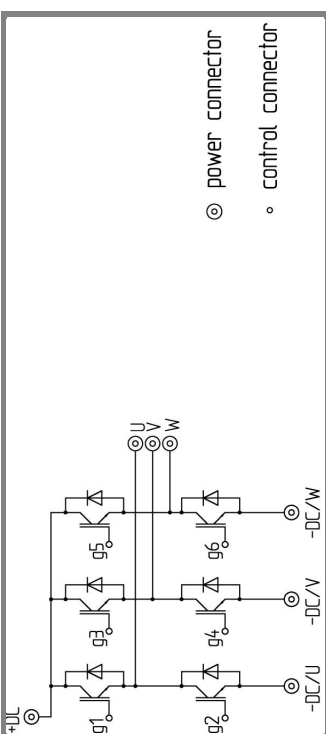 power connector
control connector
U
V
W
g5
g6
-DC/W
g3
g4
-DC/V
+DC
g1
g2
-DC/U